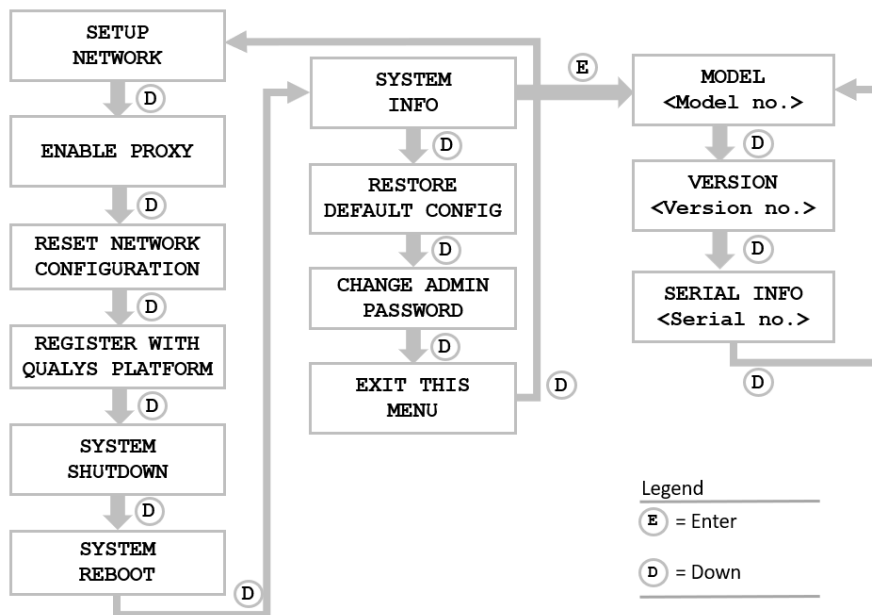 SETUP
NETWORK
D
ENABLE PROXY
D
RESET NETWORK
CONFIGURATION
D
REGISTER WITH
QUALYS PLATFORM
D
SYSTEM
SHUTDOWN
D
SYSTEM
REBOOT
D
SYSTEM
INFO
E
D
RESTORE
DEFAULT CONFIG
D
CHANGE ADMIN
PASSWORD
D
EXIT THIS
MENU
D
MODEL
<Model no.>
D
VERSION
<Version no.>
D
SERIAL INFO
<Serial no.>
D
Legend
E = Enter
D = Down